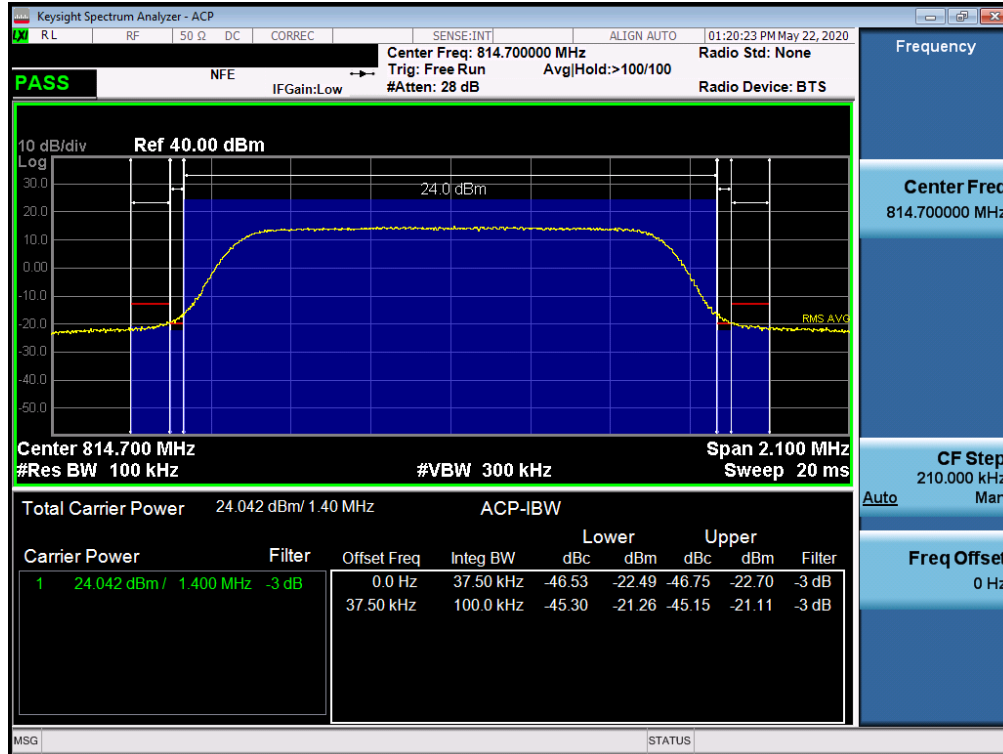 Keysight Spectrum Analyzer - ACP
LXI RL RF 50 Ω DC CORREC SENSE:INT ALIGN AUTO 01:20:23 PM May 22, 2020
Center Freq: 814.700000 MHz Radio Std: None
PASS NFE Trig: Free Run Avg|Hold:>100/100
IFGain:Low #Atten: 28 dB Radio Device: BTS
10 dB/div Ref 40.00 dBm
Log
30.0
24.0 dBm
20.0
10.0
0.00
-10.0
-20.0
RMS AVG
-30.0
-40.0
-50.0
Center 814.700 MHz Span 2.100 MHz
#Res BW 100 kHz #VBW 300 kHz Sweep 20 ms
Total Carrier Power 24.042 dBm/ 1.40 MHz ACP-IBW
Lower Upper
Carrier Power Filter Offset Freq Integ BW dBc dBm dBc dBm Filter
1 24.042 dBm / 1.400 MHz -3 dB 0.0 Hz 37.50 kHz -46.53 -22.49 -46.75 -22.70 -3 dB
37.50 kHz 100.0 kHz -45.30 -21.26 -45.15 -21.11 -3 dB
MSG STATUS
Frequency
Center Freq
814.700000 MHz
CF Step
210.000 kHz
Auto Man
Freq Offset
0 Hz